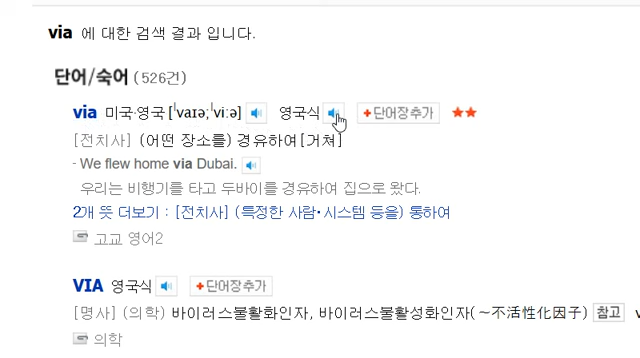 via 에 대한 검색 결과 입니다.
단어/숙어 (526건)
via 미국·영국 [ˈvaɪə;ˈviːə] 영국식 +단어장추가 ★★
[전치사] (어떤 장소를) 경유하여[거쳐]
- We flew home via Dubai.
우리는 비행기를 타고 두바이를 경유하여 집으로 왔다.
2개 뜻 더보기 : [전치사] (특정한 사람·시스템 등을) 통하여
고교 영어2
VIA 영국식 +단어장추가
[명사] (의학) 바이러스불활화인자, 바이러스불활성화인자(~不活性化因子) 참고 v
의학